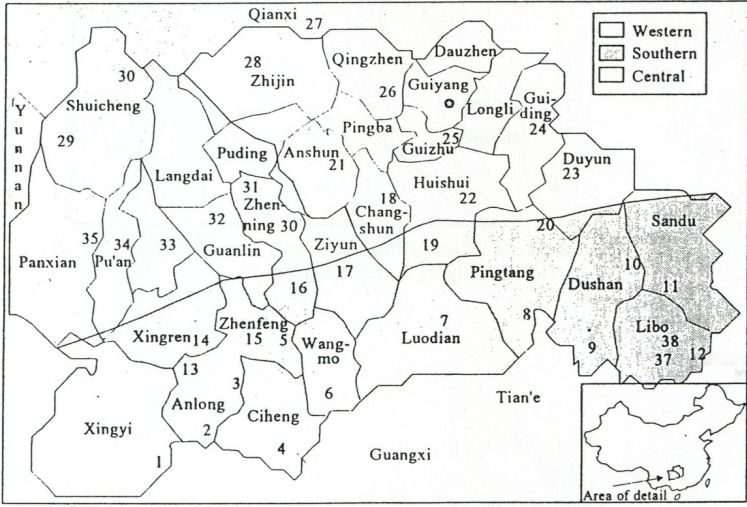 Qianxi 27
Western
Southern
Central
Dauzhen
Qingzhen
28
Zhijin
30
Shuicheng
26
Guiyang
Longli
Gui-
ding
24
Yunnan
29
Pingba
25
Guizhu
Puding
Anshun
21
Duyun
23
Langdai
31
Zhen
ning 30
18
Chang-
shun
Huishui
22
32
Guanlin
Ziyun
17
19
20
Sandu
35
34
33
Panxian
Pu'an
16
Pingtang
8
Dushan
10
11
Xingren 14
Zhenfeng
15 5
Wang-
mo
6
7
Luodian
9
Libo
38
37
12
13
Anlong
2
3
Ciheng
4
Xingyi
1
Tian'e
Guangxi
Area of detail